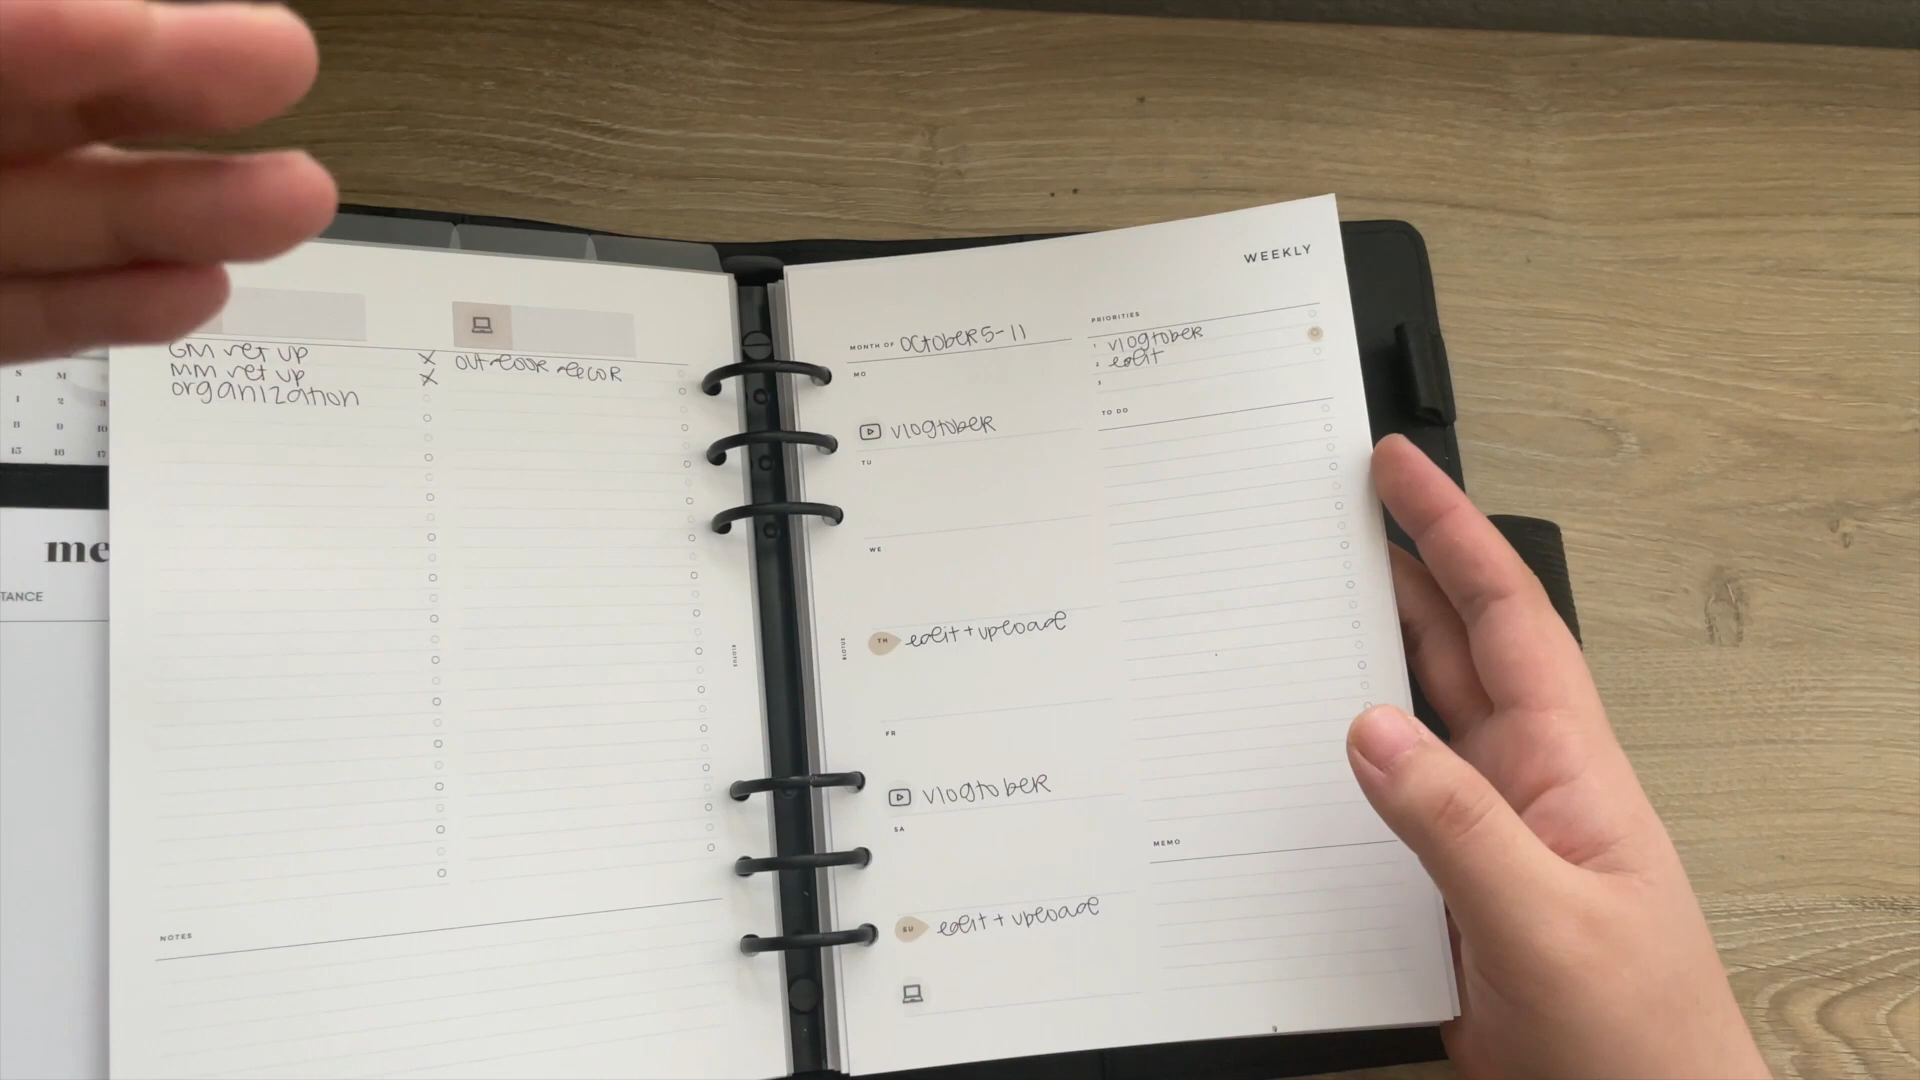 S M
1 2 3
8 9 10
15 16 17
me
TANCE
GM set up X
MM set up X
organization
outdoor decor
NOTES
WEEKLY
MONTH OF october 5-11
MO
vlogtober
TU
WE
TH edit + upload
FR
vlogtober
SA
SU edit + upload
PRIORITIES
1 vlogtober
2 edit
3
TO DO
MEMO